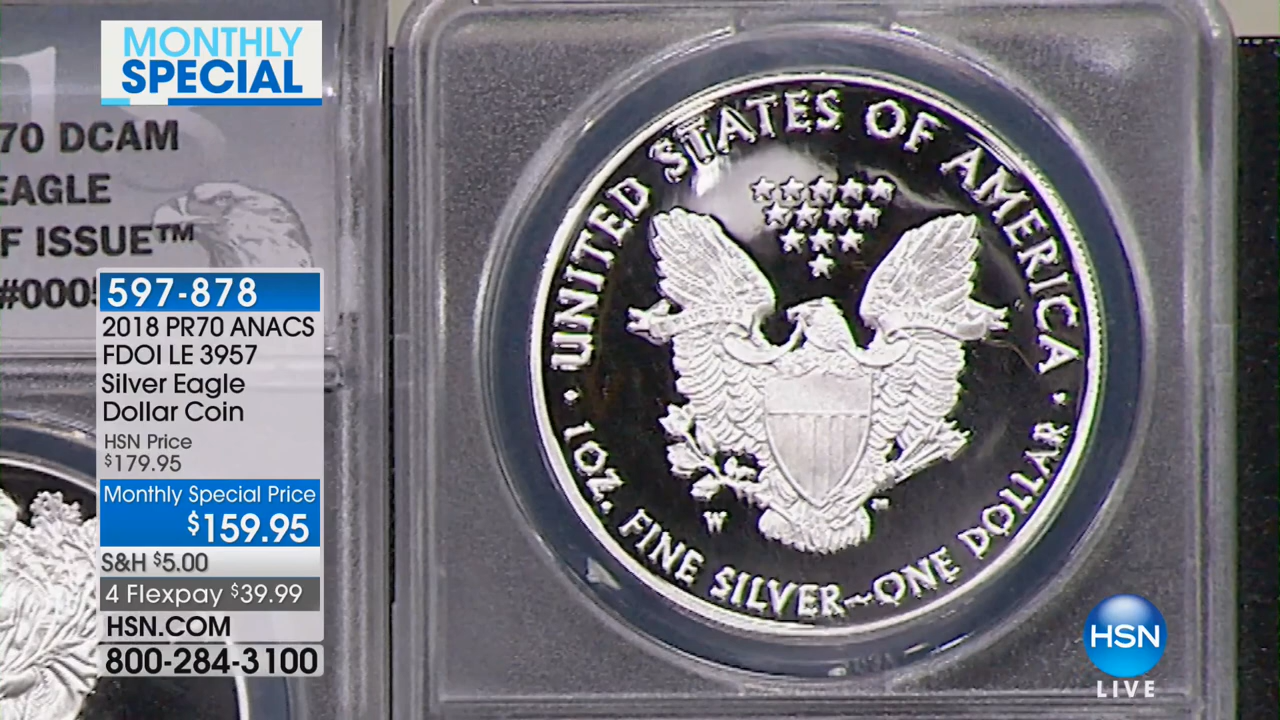 MONTHLY
SPECIAL
70 DCAM
EAGLE
F ISSUE™
#000
597-878
2018 PR70 ANACS
FDOI LE 3957
Silver Eagle
Dollar Coin
HSN Price
$179.95
Monthly Special Price
$159.95
S&H $5.00
4 Flexpay $39.99
HSN.COM
800-284-3100
UNITED STATES OF AMERICA
W
1 OZ. FINE SILVER~ONE DOLLAR
HSN
LIVE